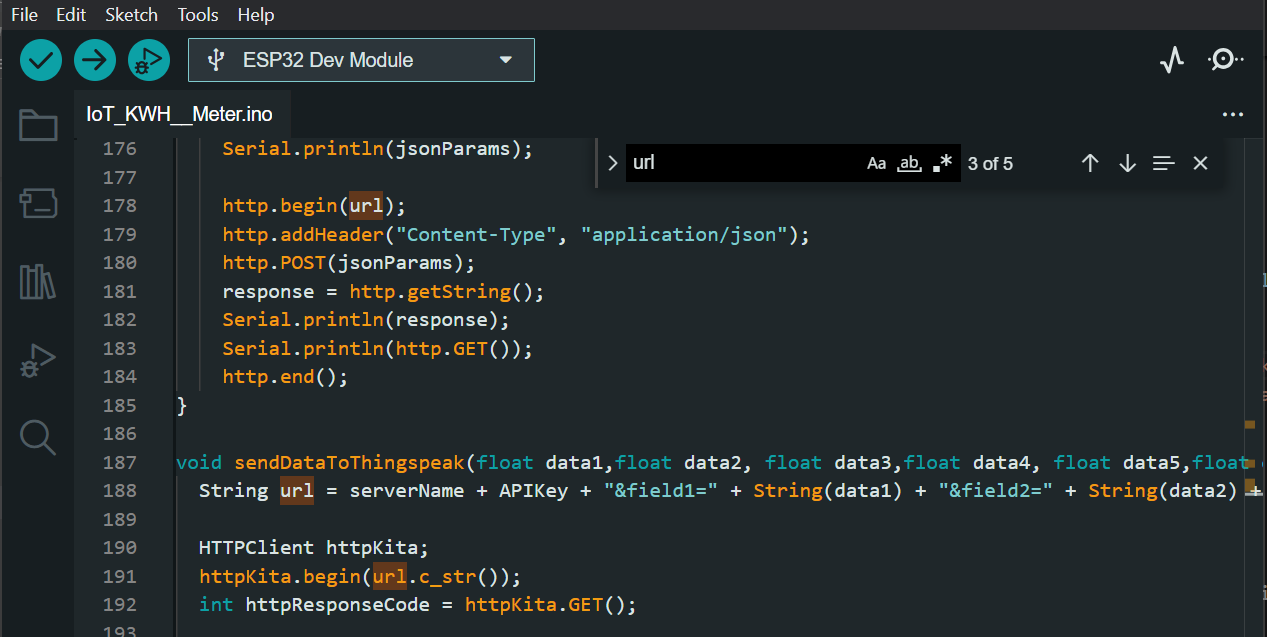 File Edit Sketch Tools Help
ESP32 Dev Module
IoT_KWH__Meter.ino
url Aa ab .* 3 of 5
176 Serial.println(jsonParams);
177
178 http.begin(url);
179 http.addHeader("Content-Type", "application/json");
180 http.POST(jsonParams);
181 response = http.getString();
182 Serial.println(response);
183 Serial.println(http.GET());
184 http.end();
185 }
186
187 void sendDataToThingspeak(float data1,float data2, float data3,float data4, float data5,float
188 String url = serverName + APIKey + "&field1=" + String(data1) + "&field2=" + String(data2) +
189
190 HTTPClient httpKita;
191 httpKita.begin(url.c_str());
192 int httpResponseCode = httpKita.GET();
193